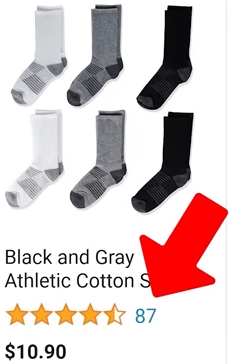 Black and Gray
Athletic Cotton S
87
$10.90